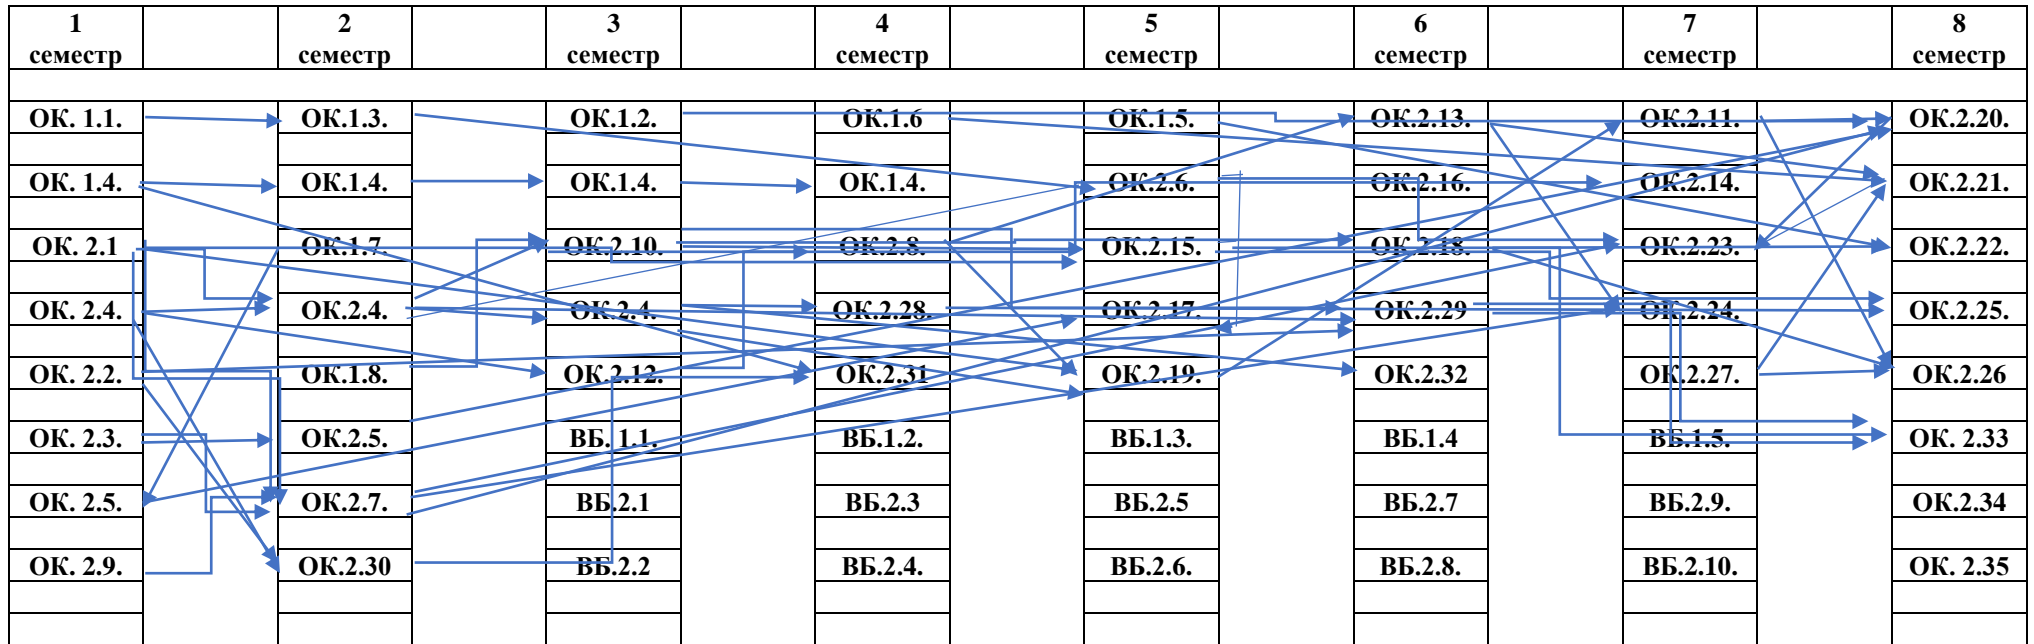 1 2 3 4 5 6 7 8
семестр семестр семестр семестр семестр семестр семестр семестр
ОК. 1.1. ОК.1.3. ОК.1.2. ОК.1.6 ОК.1.5. ОК.2.13. ОК.2.11. ОК.2.20.
ОК. 1.4. ОК.1.4. ОК.1.4. ОК.1.4. ОК.2.6. ОК.2.16. ОК.2.14. ОК.2.21.
ОК. 2.1 ОК.1.7. ОК.2.10. ОК.2.8. ОК.2.15. ОК.2.18. ОК.2.23. ОК.2.22.
ОК. 2.4. ОК.2.4. ОК.2.4. ОК.2.28. ОК.2.17. ОК.2.29 ОК.2.24. ОК.2.25.
ОК. 2.2. ОК.1.8. ОК.2.12. ОК.2.31 ОК.2.19. ОК.2.32 ОК.2.27. ОК.2.26
ОК. 2.3. ОК.2.5. ВБ. 1.1. ВБ.1.2. ВБ.1.3. ВБ.1.4 ВБ.1.5. ОК. 2.33
ОК. 2.5. ОК.2.7. ВБ.2.1 ВБ.2.3 ВБ.2.5 ВБ.2.7 ВБ.2.9. ОК.2.34
ОК. 2.9. ОК.2.30 ВБ.2.2 ВБ.2.4. ВБ.2.6. ВБ.2.8. ВБ.2.10. ОК. 2.35